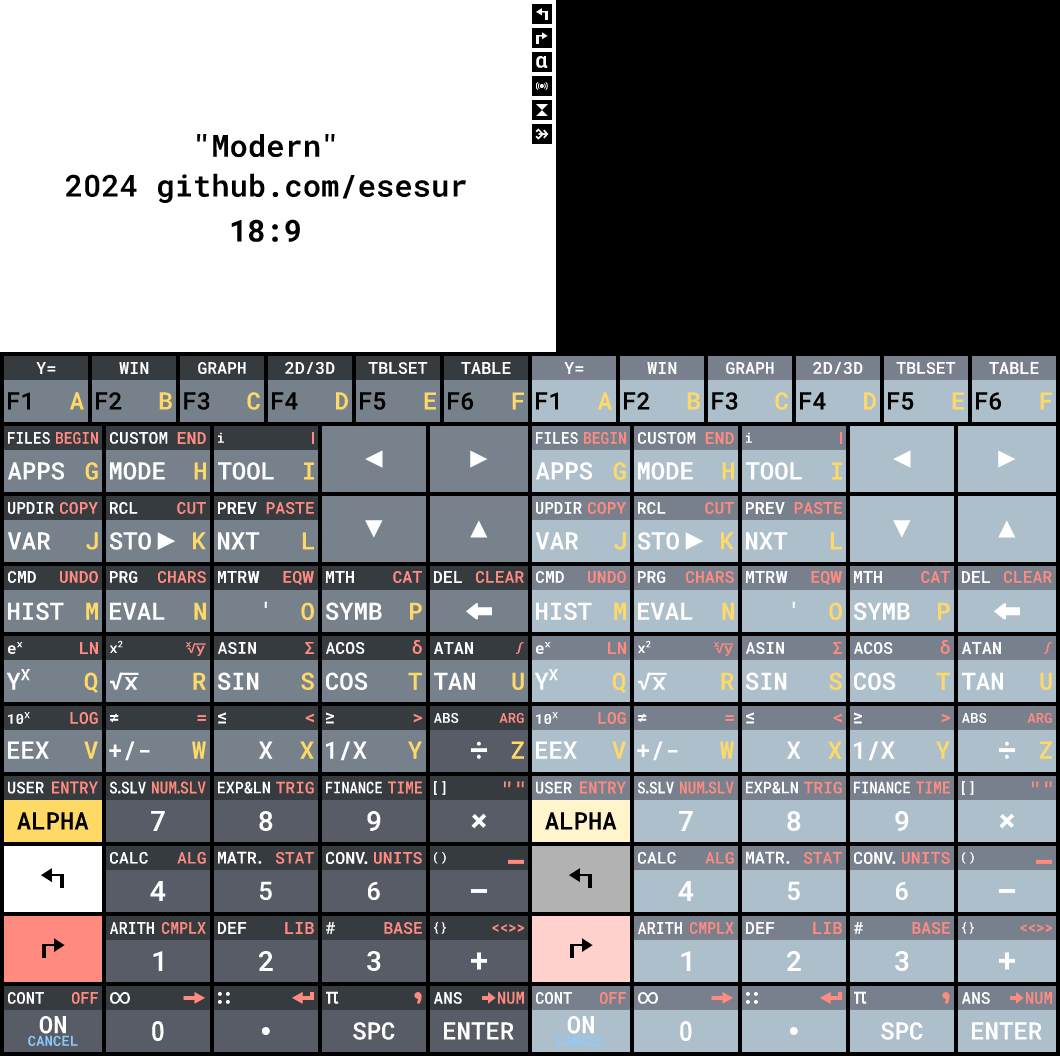 α
"Modern"
2024 github.com/esesur
18:9
Y= WIN GRAPH 2D/3D TBLSET TABLE Y= WIN GRAPH 2D/3D TBLSET TABLE
F1 A F2 B F3 C F4 D F5 E F6 F F1 A F2 B F3 C F4 D F5 E F6 F
FILES BEGIN CUSTOM END i | FILES BEGIN CUSTOM END i |
APPS G MODE H TOOL I ◀ ▶ APPS G MODE H TOOL I ◀ ▶
UPDIR COPY RCL CUT PREV PASTE UPDIR COPY RCL CUT PREV PASTE
VAR J STO▶ K NXT L ▼ ▲ VAR J STO▶ K NXT L ▼ ▲
CMD UNDO PRG CHARS MTRW EQW MTH CAT DEL CLEAR CMD UNDO PRG CHARS MTRW EQW MTH CAT DEL CLEAR
HIST M EVAL N ' O SYMB P ← HIST M EVAL N ' O SYMB P ←
eˣ LN x² ˣ√y ASIN Σ ACOS δ ATAN ∫ eˣ LN x² ˣ√y ASIN Σ ACOS δ ATAN ∫
Yˣ Q √x R SIN S COS T TAN U Yˣ Q √x R SIN S COS T TAN U
10ˣ LOG ≠ = ≤ < ≥ > ABS ARG 10ˣ LOG ≠ = ≤ < ≥ > ABS ARG
EEX V +/- W X X 1/X Y ÷ Z EEX V +/- W X X 1/X Y ÷ Z
USER ENTRY S.SLV NUM.SLV EXP&LN TRIG FINANCE TIME [] "" USER ENTRY S.SLV NUM.SLV EXP&LN TRIG FINANCE TIME [] ""
ALPHA 7 8 9 × ALPHA 7 8 9 ×
CALC ALG MATR. STAT CONV. UNITS () _ CALC ALG MATR. STAT CONV. UNITS () _
↰ 4 5 6 − ↰ 4 5 6 −
ARITH CMPLX DEF LIB # BASE {} <<>> ARITH CMPLX DEF LIB # BASE {} <<>>
↱ 1 2 3 + ↱ 1 2 3 +
CONT OFF ∞ → :: ↵ π , ANS →NUM CONT OFF ∞ → :: ↵ π , ANS →NUM
ON 0 • SPC ENTER ON 0 • SPC ENTER
CANCEL CANCEL